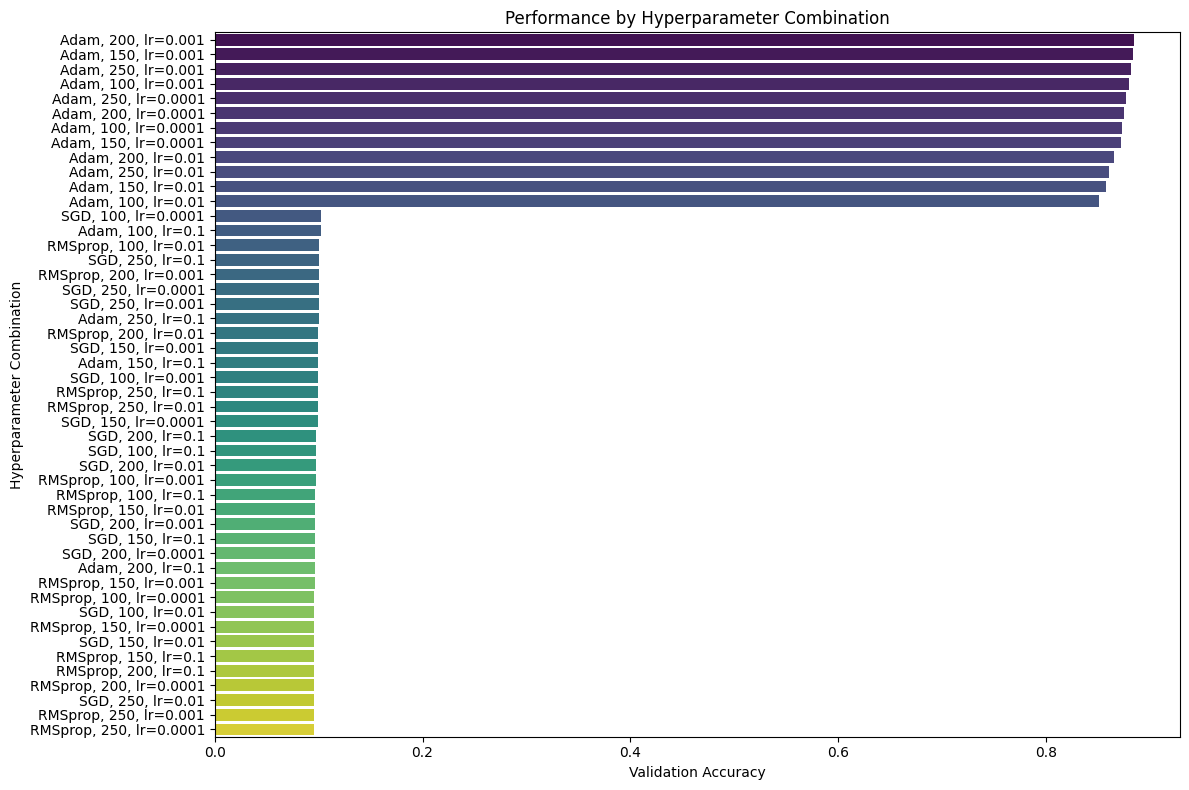 Performance by Hyperparameter Combination
Adam, 200, lr=0.001
Adam, 150, lr=0.001
Adam, 250, lr=0.001
Adam, 100, lr=0.001
Adam, 250, lr=0.0001
Adam, 200, lr=0.0001
Adam, 100, lr=0.0001
Adam, 150, lr=0.0001
Adam, 200, lr=0.01
Adam, 250, lr=0.01
Adam, 150, lr=0.01
Adam, 100, lr=0.01
SGD, 100, lr=0.0001
Adam, 100, lr=0.1
RMSprop, 100, lr=0.01
SGD, 250, lr=0.1
RMSprop, 200, lr=0.001
SGD, 250, lr=0.0001
SGD, 250, lr=0.001
Adam, 250, lr=0.1
RMSprop, 200, lr=0.01
SGD, 150, lr=0.001
Adam, 150, lr=0.1
SGD, 100, lr=0.001
RMSprop, 250, lr=0.1
RMSprop, 250, lr=0.01
SGD, 150, lr=0.0001
SGD, 200, lr=0.1
SGD, 100, lr=0.1
SGD, 200, lr=0.01
RMSprop, 100, lr=0.001
RMSprop, 100, lr=0.1
RMSprop, 150, lr=0.01
SGD, 200, lr=0.001
SGD, 150, lr=0.1
SGD, 200, lr=0.0001
Adam, 200, lr=0.1
RMSprop, 150, lr=0.001
RMSprop, 100, lr=0.0001
SGD, 100, lr=0.01
RMSprop, 150, lr=0.0001
SGD, 150, lr=0.01
RMSprop, 150, lr=0.1
RMSprop, 200, lr=0.1
RMSprop, 200, lr=0.0001
SGD, 250, lr=0.01
RMSprop, 250, lr=0.001
RMSprop, 250, lr=0.0001
Hyperparameter Combination
0.0 0.2 0.4 0.6 0.8
Validation Accuracy